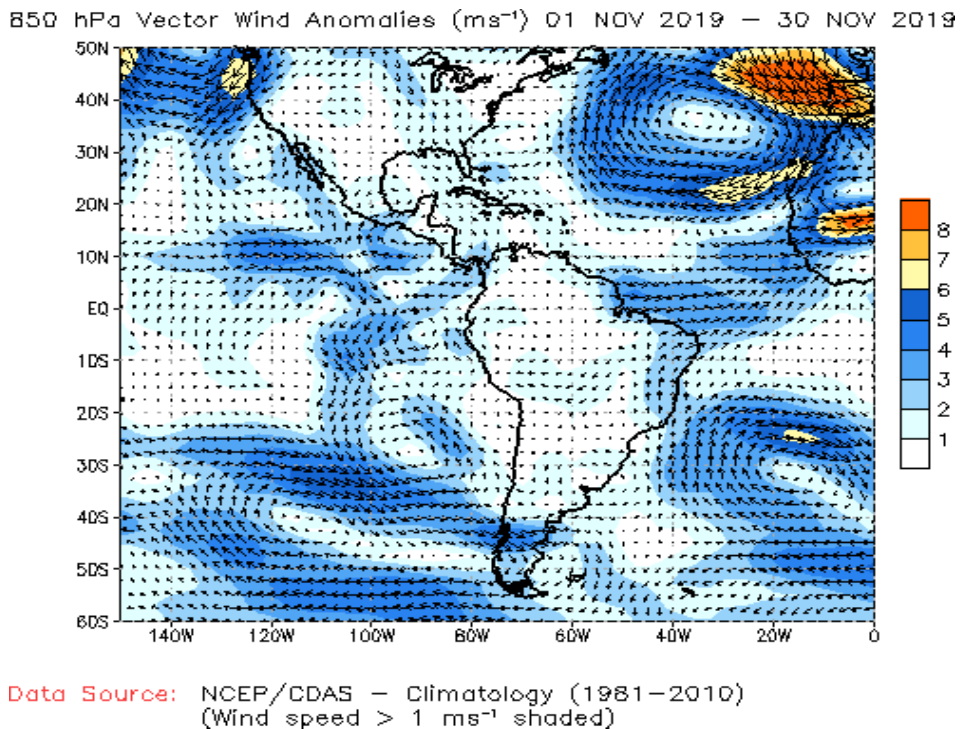 850 hPa Vector Wind Anomalies (ms⁻¹) 01 NOV 2019 – 30 NOV 2019
50N
40N
30N
20N
10N
EQ
10S
20S
30S
40S
50S
60S
140W 120W 100W 80W 60W 40W 20W 0
8
7
6
5
4
3
2
1
Data Source: NCEP/CDAS – Climatology (1981–2010)
(Wind speed > 1 ms⁻¹ shaded)